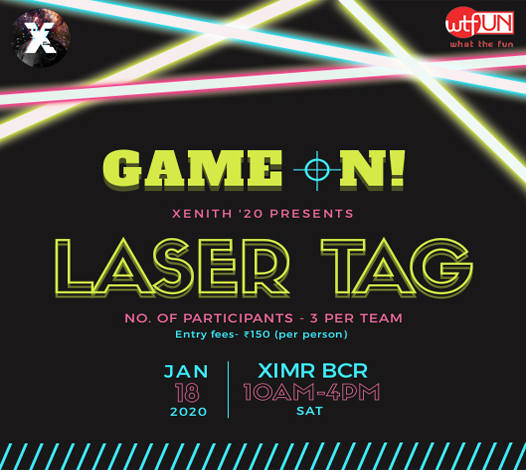 X
wtfUN
what the fun
GAME ON!
XENITH '20 PRESENTS
LASER TAG
NO. OF PARTICIPANTS - 3 PER TEAM
Entry fees- ₹150 (per person)
JAN
18
2020
XIMR BCR
10AM-4PM
SAT